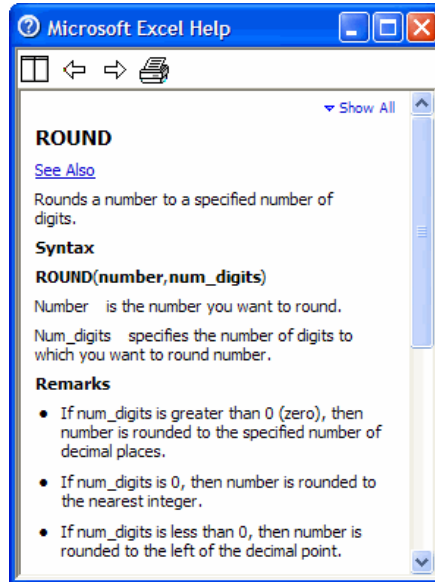 Microsoft Excel Help
Show All
ROUND
See Also
Rounds a number to a specified number of
digits.
Syntax
ROUND(number,num_digits)
Number is the number you want to round.
Num_digits specifies the number of digits to
which you want to round number.
Remarks
• If num_digits is greater than 0 (zero), then
number is rounded to the specified number of
decimal places.
• If num_digits is 0, then number is rounded to
the nearest integer.
• If num_digits is less than 0, then number is
rounded to the left of the decimal point.